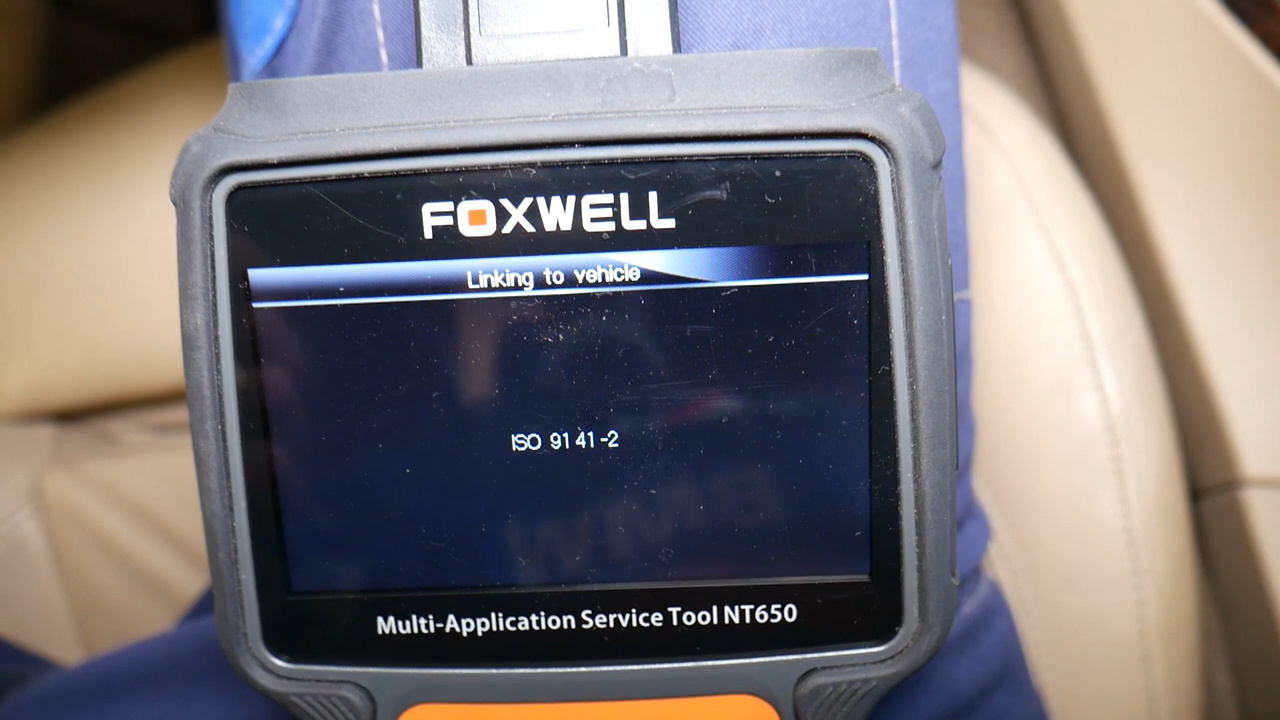 FOXWELL
Linking to vehicle
ISO 9141-2
Multi-Application Service Tool NT650